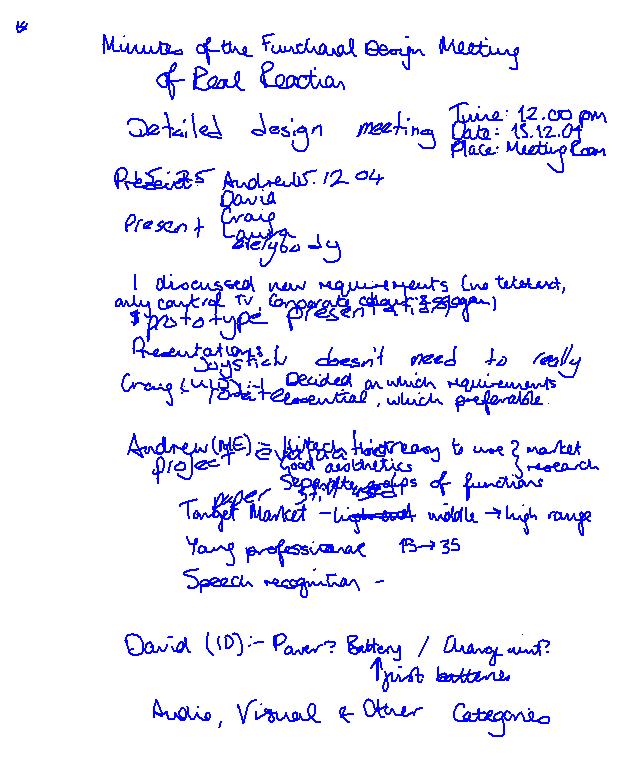 Minutes of the Functional Design Meeting
of Real Reaction
Detailed design meeting
Time: 12.00 pm
Date: 15.12.04
Place: Meeting Room
Present Andrew 15.12 04
David
Present Craig
Laura
everybody
1 discussed new requirements (no teletext,
only control TV, corporate colour & slogan)
prototype presentations
Presentations
joystick doesn't need to really
Craig (UI) :- Decided on which requirements
essential, which preferable.
Andrew (ME) :- Hitech easy to use } market
project good aesthetics } research
Separate groups of functions
paper
Target Market - high end middle → high range
Young professional 15→35
Speech recognition -
David (ID) :- Power? Battery / Charging unit?
↑ just batteries
Audio, Visual & Other Categories